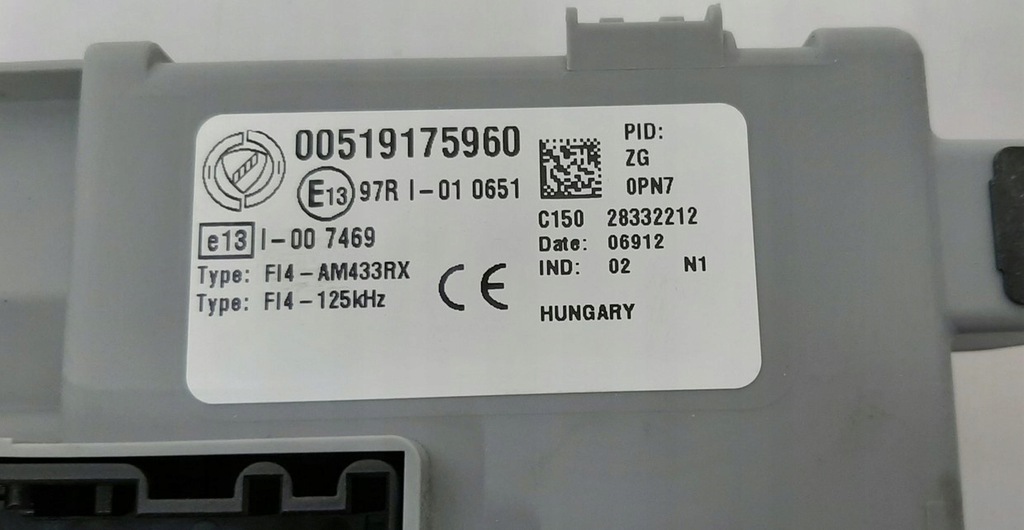 00519175960
E13 97R I-01 0651
e13 I-00 7469
Type: FI4-AM433RX
Type: FI4-125kHz
CE
PID:
ZG
0PN7
C150 28332212
Date: 06912
IND: 02 N1
HUNGARY